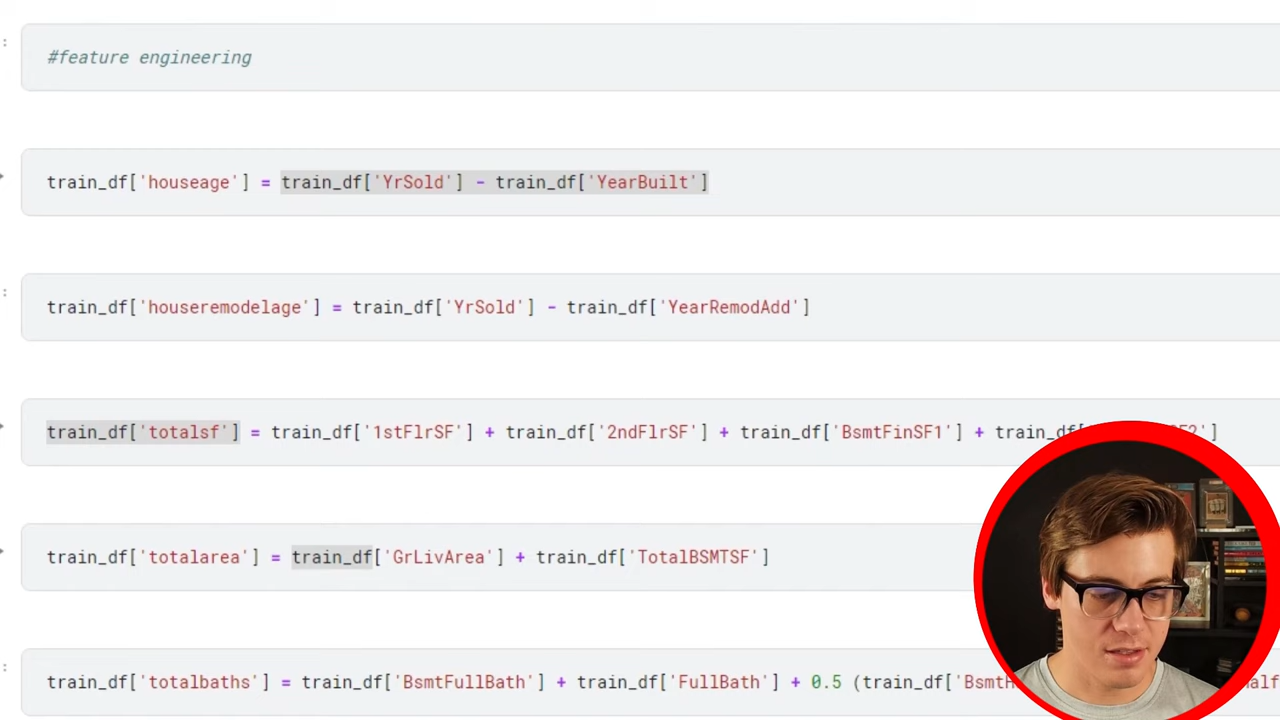 #feature engineering
train_df['houseage'] = train_df['YrSold'] - train_df['YearBuilt']
train_df['houseremodelage'] = train_df['YrSold'] - train_df['YearRemodAdd']
train_df['totalsf'] = train_df['1stFlrSF'] + train_df['2ndFlrSF'] + train_df['BsmtFinSF1'] + train_df[
train_df['totalarea'] = train_df['GrLivArea'] + train_df['TotalBSMTSF']
train_df['totalbaths'] = train_df['BsmtFullBath'] + train_df['FullBath'] + 0.5 (train_df[